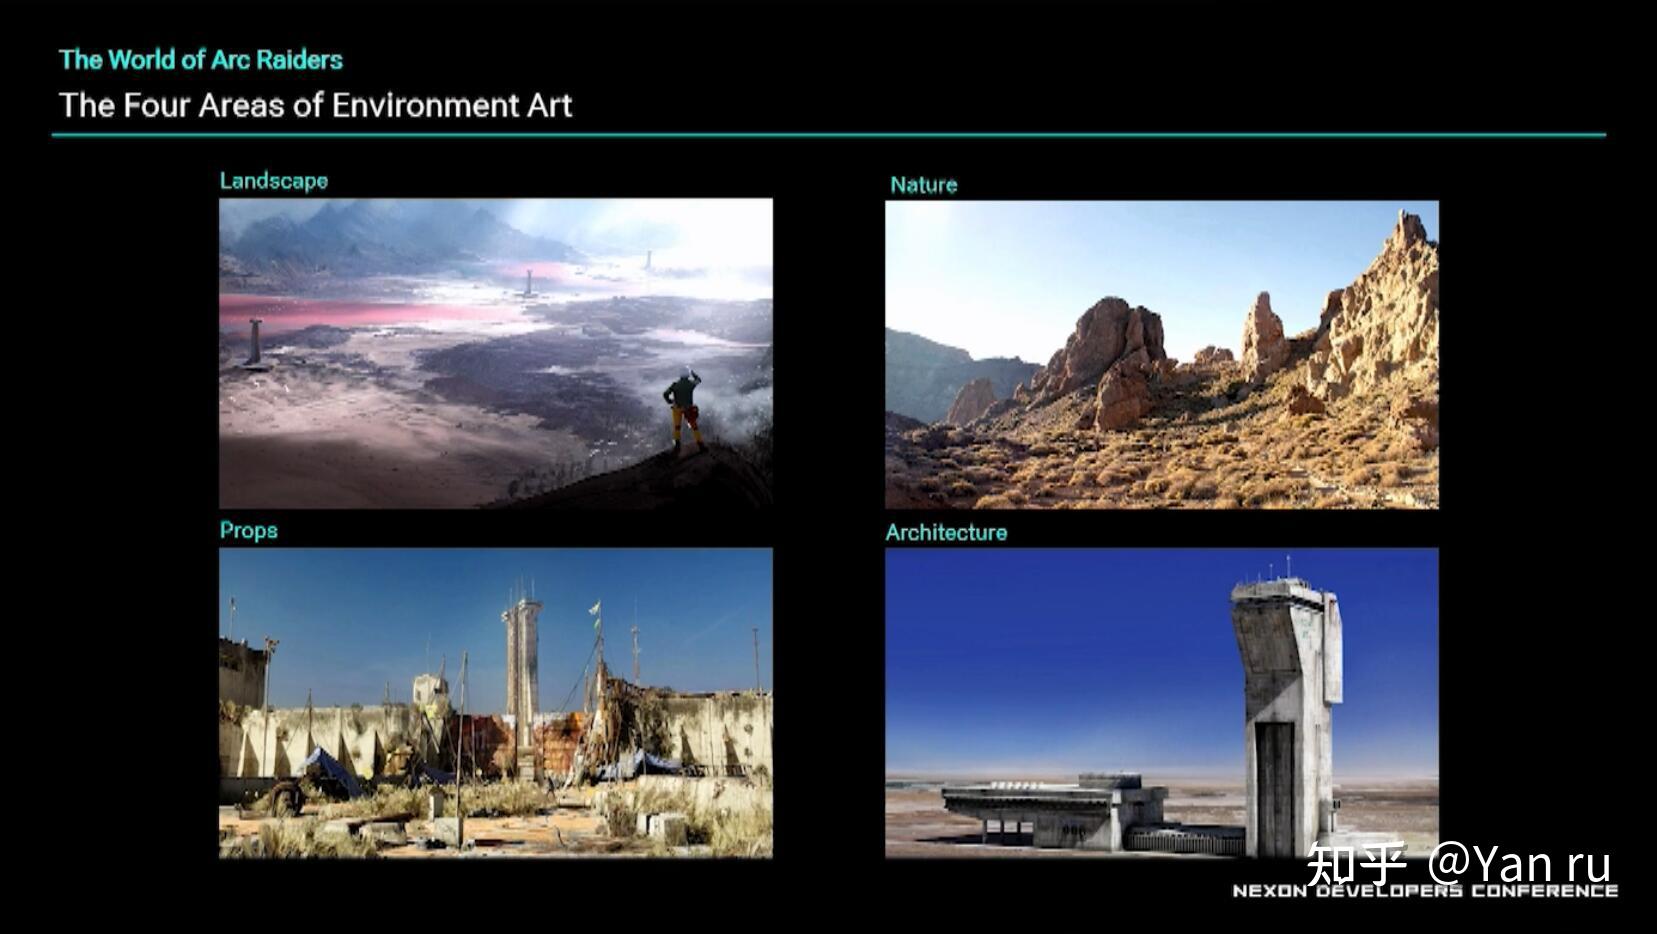 The World of Arc Raiders
The Four Areas of Environment Art
Landscape
Nature
Props
Architecture
知乎 @Yan ru
NEXON DEVELOPERS CONFERENCE